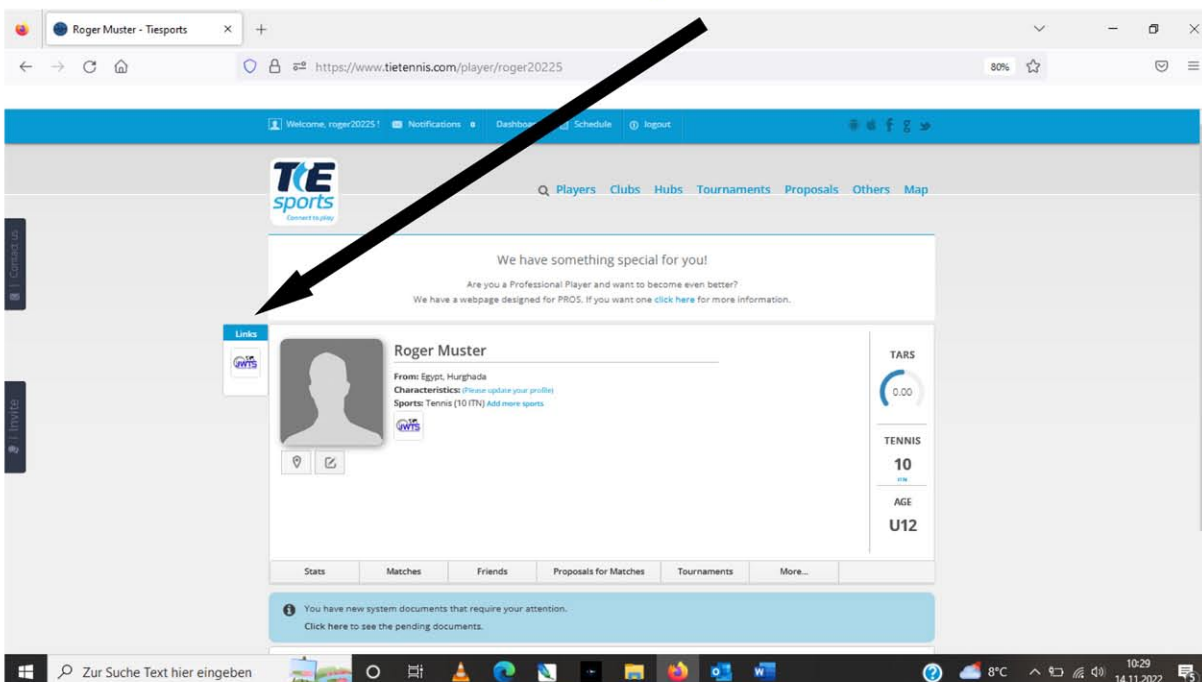 Roger Muster - Tiesports
https://www.tietennis.com/player/roger20225
80%
Welcome, roger20225 ! Notifications 0 Schedule logout
TIE
sports
Connect to play
Players Clubs Hubs Tournaments Proposals Others Map
Contact us
We have something special for you!
Are you a Professional Player and want to become even better?
We have a webpage designed for PROS. If you want one click here for more information.
Links
JWTS
Roger Muster
From: Egypt, Hurghada
Characteristics: (Please update your profile)
Sports: Tennis (10 ITN) Add more sports
JWTS
TARS
0.00
TENNIS
10
ITN
AGE
U12
Invite
Stats Matches Friends Proposals for Matches Tournaments More...
You have new system documents that require your attention.
Click here to see the pending documents.
Zur Suche Text hier eingeben
8°C
10:29
14.11.2022